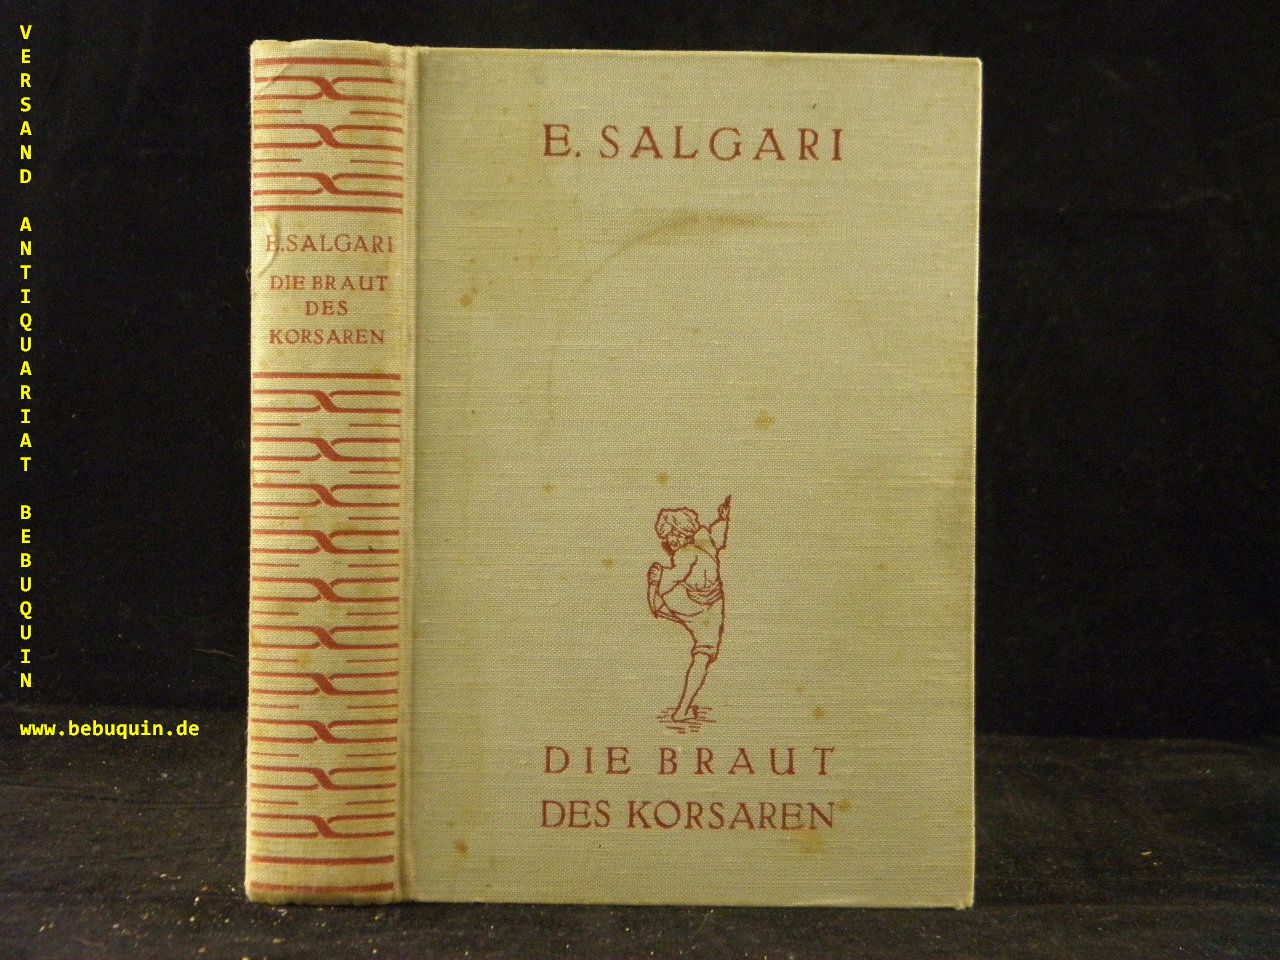 VERSAND ANTIQUARIAT BEBUQUIN
www.bebuquin.de
E. SALGARI
DIE BRAUT
DES
KORSAREN
E. SALGARI
DIE BRAUT
DES KORSAREN